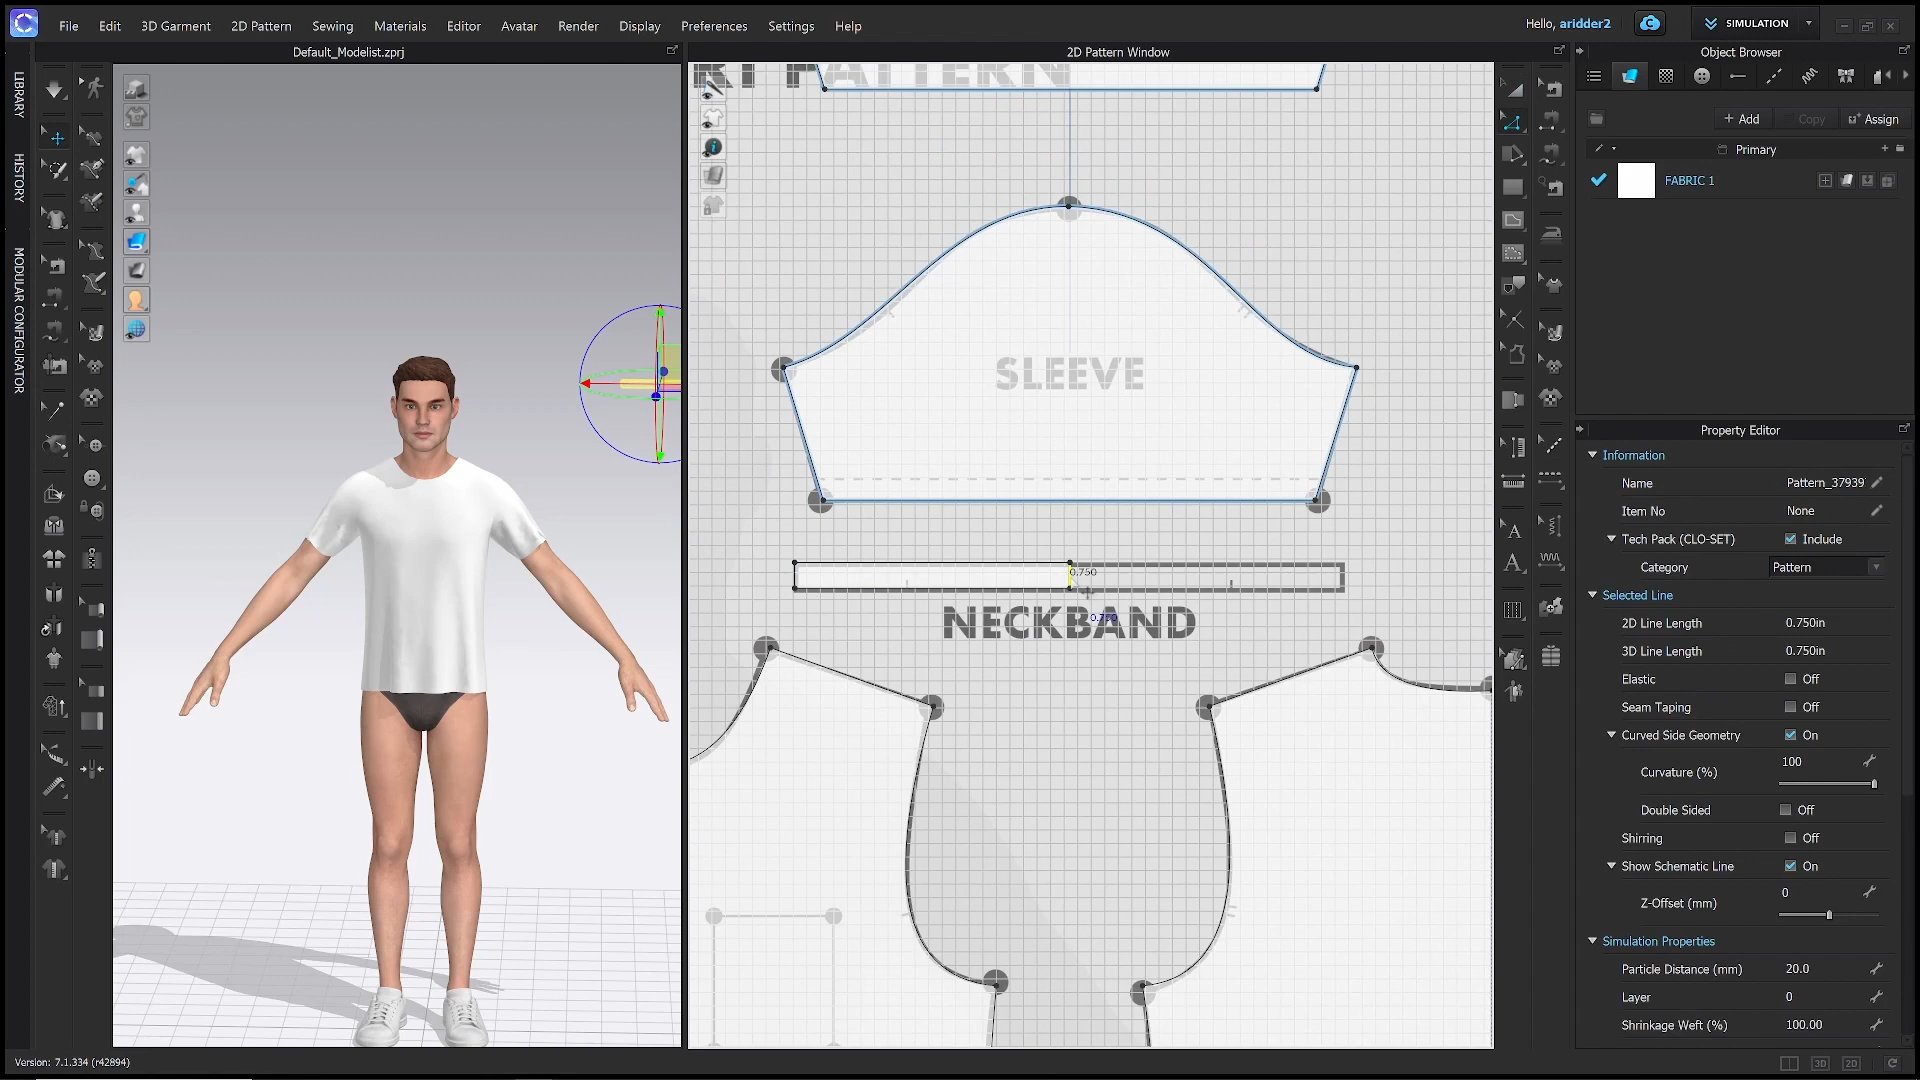 File Edit 3D Garment 2D Pattern Sewing Materials Editor Avatar Render Display Preferences Settings Help
Hello, aridder2
SIMULATION
Default_Modelist.zprj
2D Pattern Window
Object Browser
LIBRARY
HISTORY
MODULAR CONFIGURATOR
PATTERN
SLEEVE
0.750
0.750
NECKBAND
+ Add
Copy
Assign
Primary
FABRIC 1
Property Editor
Information
Name Pattern_37939
Item No None
Tech Pack (CLO-SET) Include
Category Pattern
Selected Line
2D Line Length 0.750in
3D Line Length 0.750in
Elastic Off
Seam Taping Off
Curved Side Geometry On
Curvature (%) 100
Double Sided Off
Shirring Off
Show Schematic Line On
Z-Offset (mm) 0
Simulation Properties
Particle Distance (mm) 20.0
Layer 0
Shrinkage Weft (%) 100.00
Version: 7.1.334 (r42894)
3D
2D